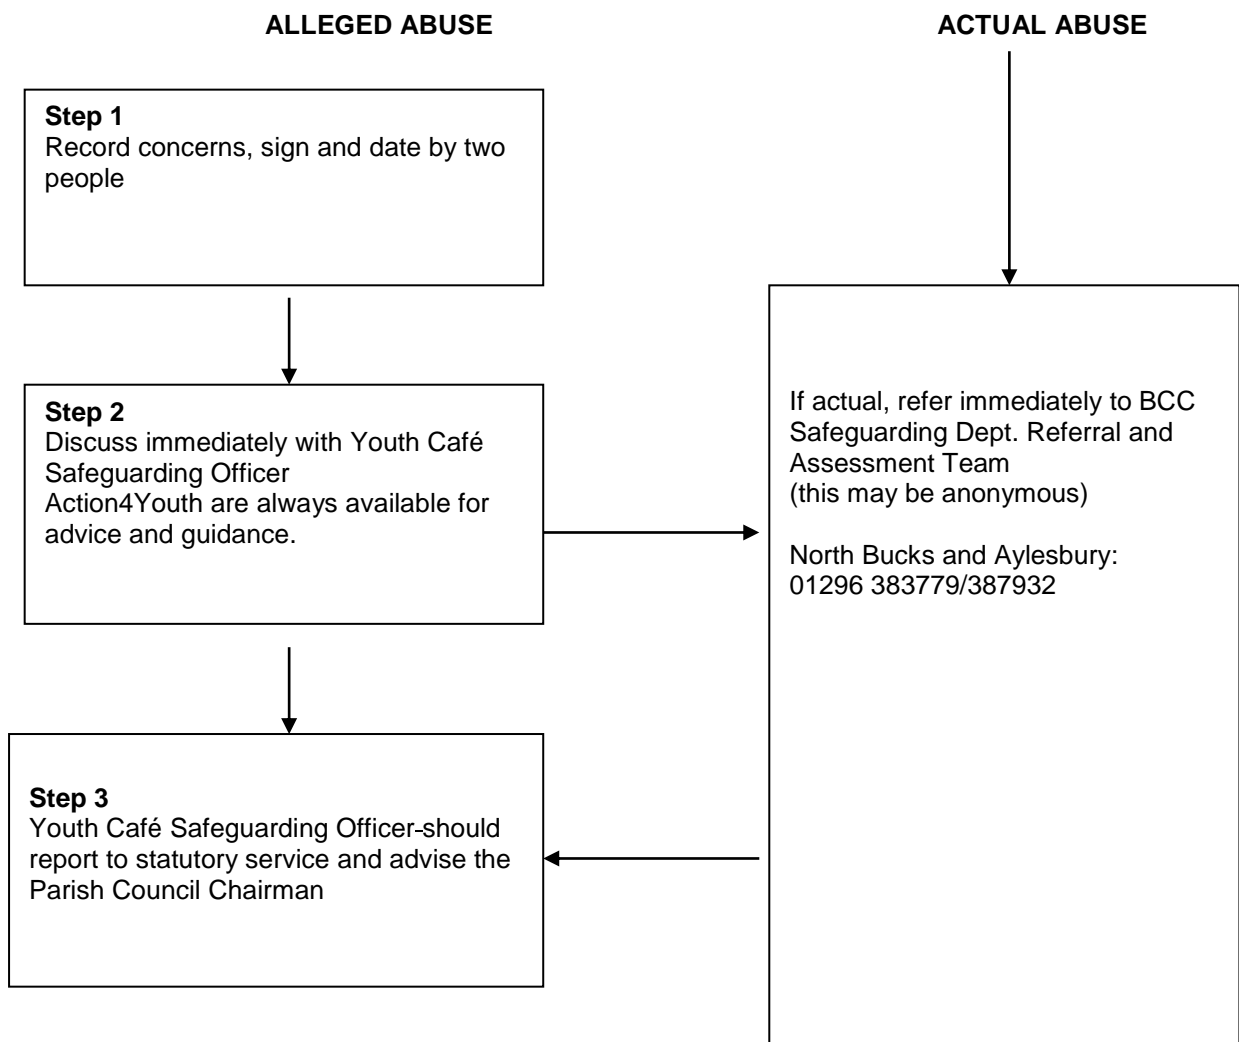 ALLEGED ABUSE
ACTUAL ABUSE
Step 1
Record concerns, sign and date by two
people
Step 2
Discuss immediately with Youth Café
Safeguarding Officer
Action4Youth are always available for
advice and guidance.
If actual, refer immediately to BCC
Safeguarding Dept. Referral and
Assessment Team
(this may be anonymous)
North Bucks and Aylesbury:
01296 383779/387932
Step 3
Youth Café Safeguarding Officer-should
report to statutory service and advise the
Parish Council Chairman